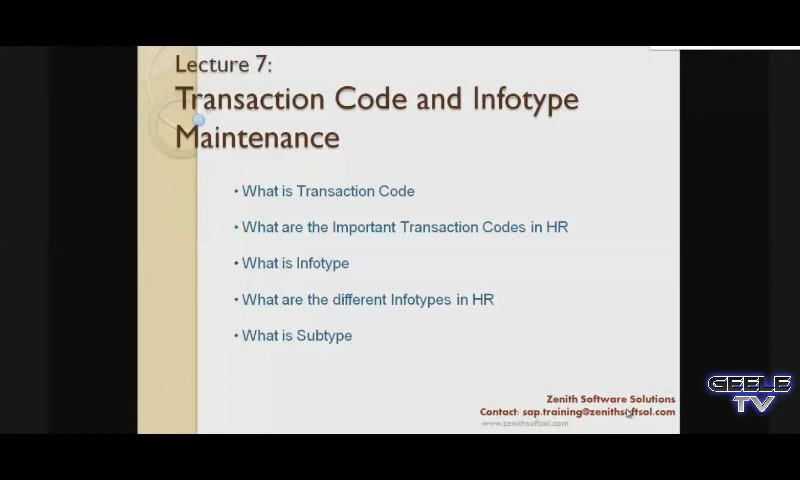 Lecture 7:
Transaction Code and Infotype
Maintenance
• What is Transaction Code
• What are the Important Transaction Codes in HR
• What is Infotype
• What are the different Infotypes in HR
• What is Subtype
Zenith Software Solutions
Contact: sap.training@zenithsoftsol.com
www.zenithsoftsol.com
GEELE
TV